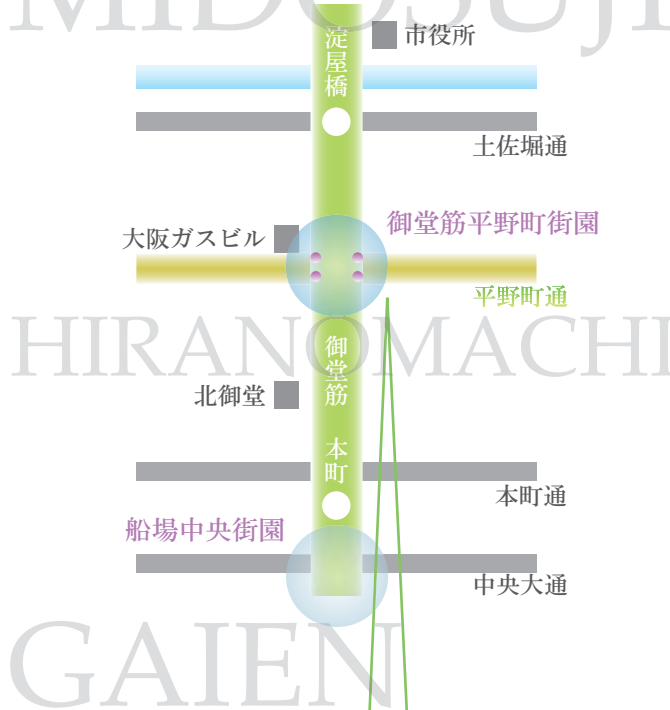 MIDOSUJI
淀屋橋
市役所
土佐堀通
御堂筋平野町街園
大阪ガスビル
平野町通
HIRANOMACHI
御堂筋
北御堂
本町
本町通
船場中央街園
中央大通
GAIEN